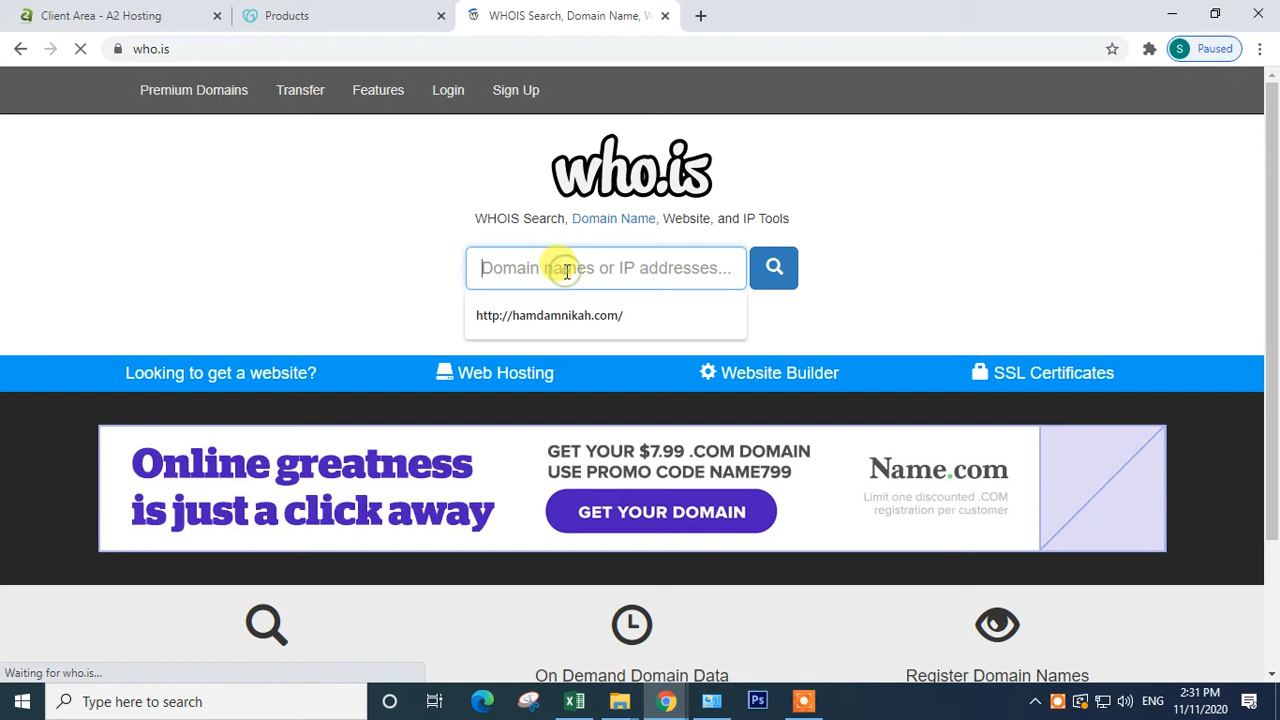 Client Area - A2 Hosting
Products
WHOIS Search, Domain Name, W
who.is
S
Paused
Premium Domains
Transfer
Features
Login
Sign Up
who.is
WHOIS Search, Domain Name, Website, and IP Tools
Domain names or IP addresses...
http://hamdamnikah.com/
Looking to get a website?
Web Hosting
Website Builder
SSL Certificates
Online greatness
is just a click away
GET YOUR $7.99 .COM DOMAIN
USE PROMO CODE NAME799
GET YOUR DOMAIN
Name.com
Limit one discounted .COM
registration per customer
On Demand Domain Data
Register Domain Names
Waiting for who.is...
Type here to search
Ps
ENG
2:31 PM
11/11/2020